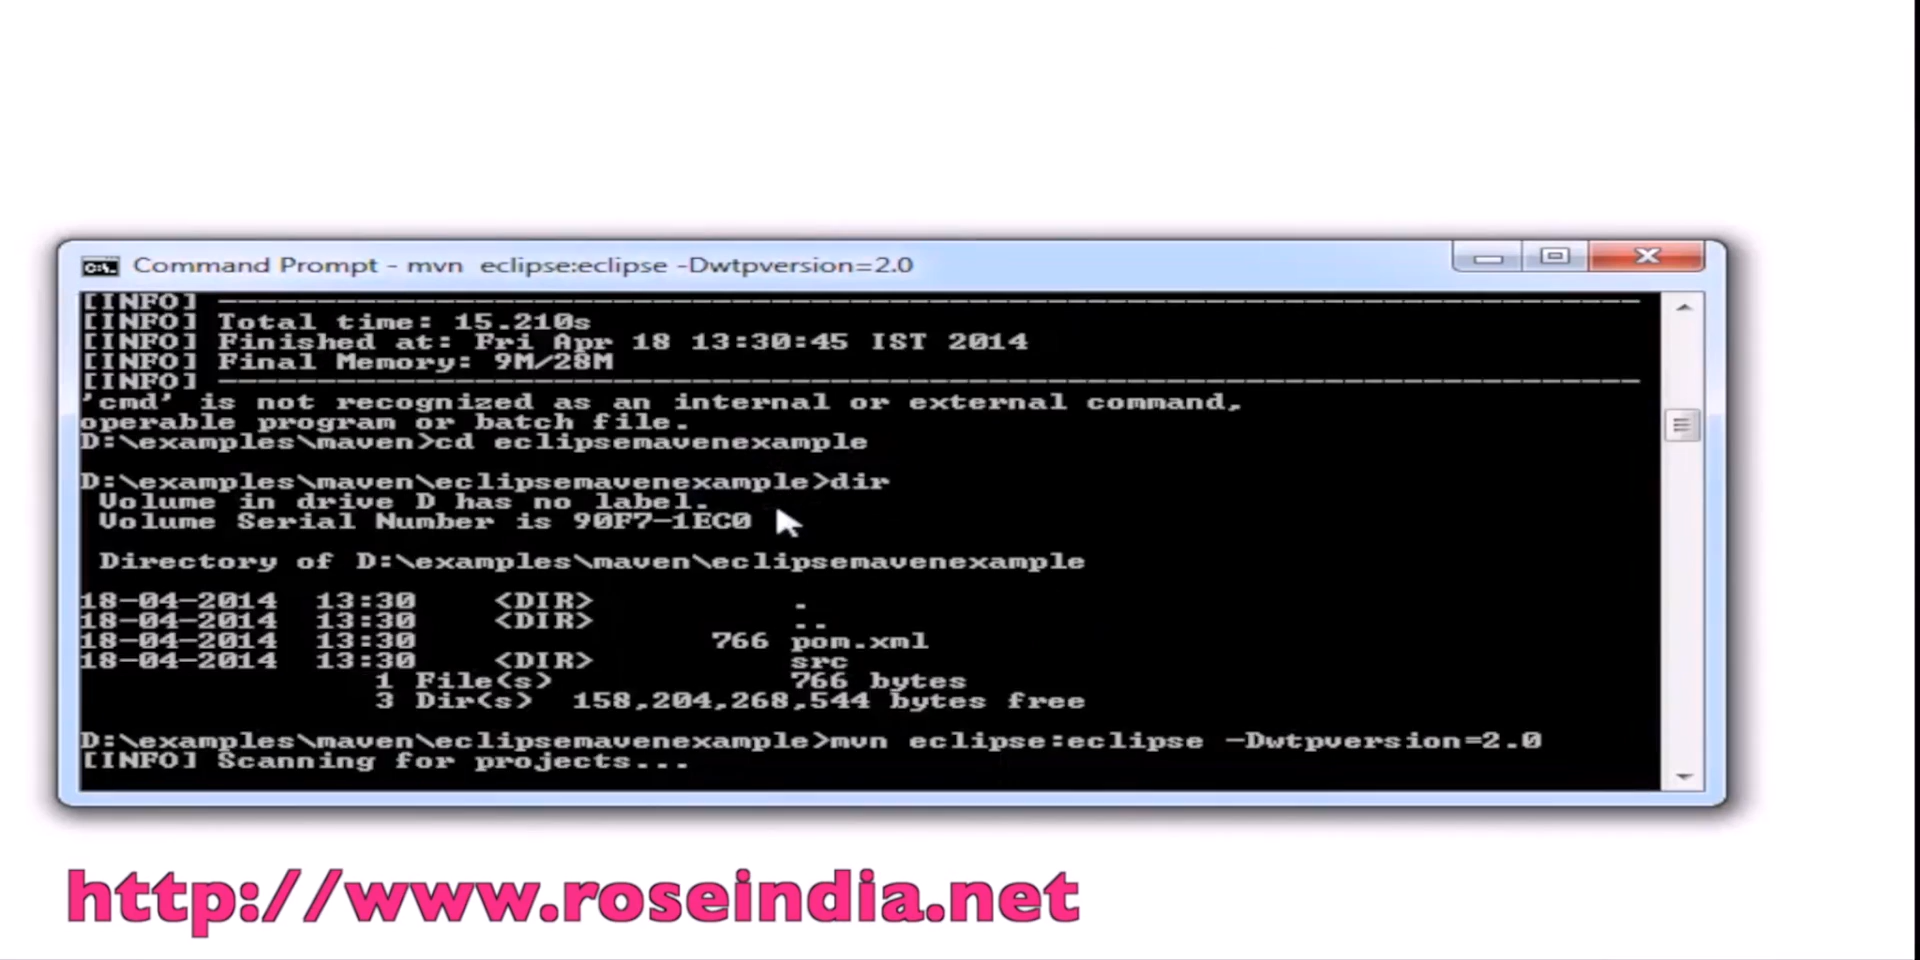 Command Prompt - mvn eclipse:eclipse -Dwtpversion=2.0
[INFO] ------------------------------------------------------------------------
[INFO] Total time: 15.210s
[INFO] Finished at: Fri Apr 18 13:30:45 IST 2014
[INFO] Final Memory: 9M/28M
[INFO] ------------------------------------------------------------------------
'cmd' is not recognized as an internal or external command,
operable program or batch file.
D:\examples\maven>cd eclipsemavenexample
D:\examples\maven\eclipsemavenexample>dir
Volume in drive D has no label.
Volume Serial Number is 90F7-1EC0
Directory of D:\examples\maven\eclipsemavenexample
18-04-2014 13:30 <DIR> .
18-04-2014 13:30 <DIR> ..
18-04-2014 13:30 766 pom.xml
18-04-2014 13:30 <DIR> src
1 File(s) 766 bytes
3 Dir(s) 158,204,268,544 bytes free
D:\examples\maven\eclipsemavenexample>mvn eclipse:eclipse -Dwtpversion=2.0
[INFO] Scanning for projects...
http://www.roseindia.net